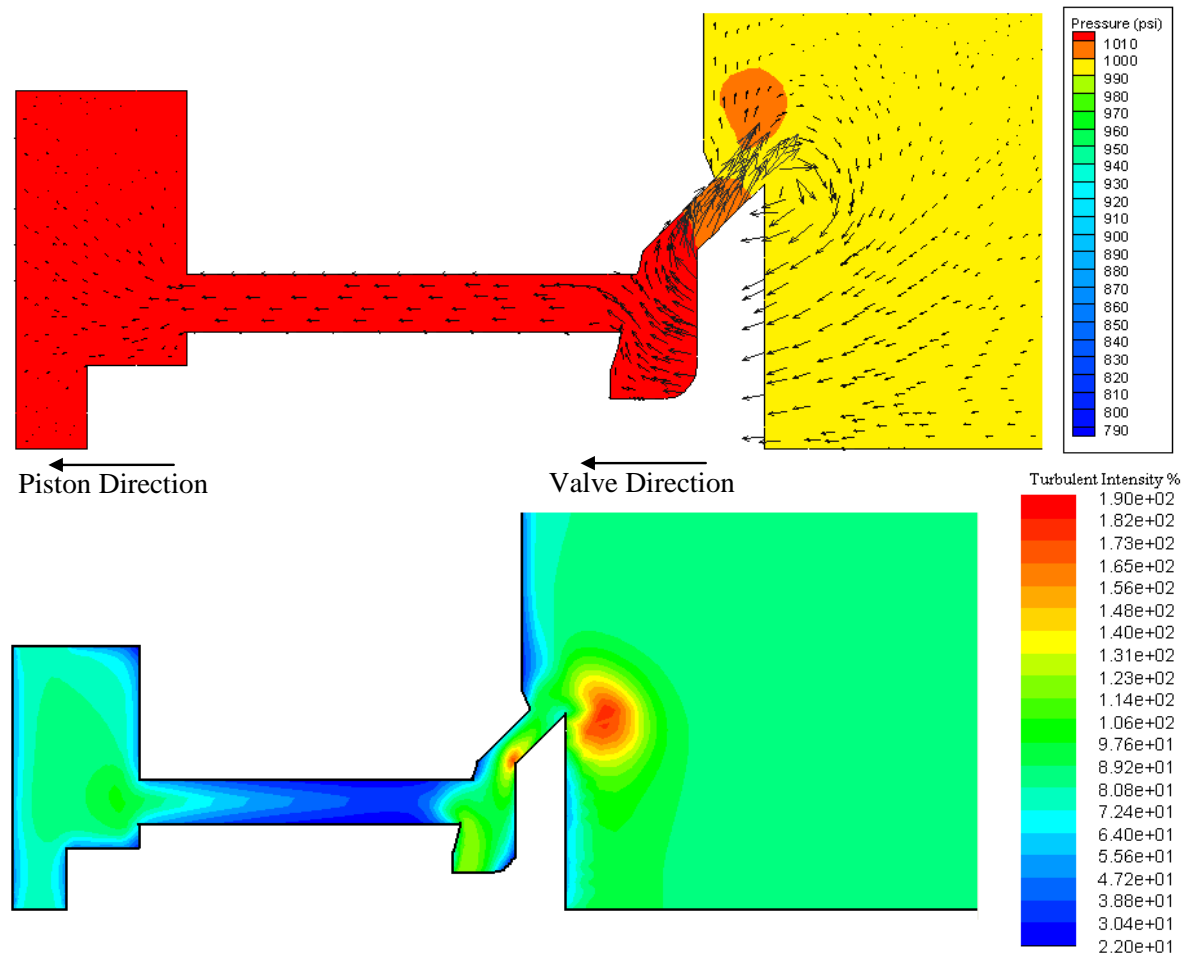 Pressure (psi)
1010
1000
990
980
970
960
950
940
930
920
910
900
890
880
870
860
850
840
830
820
810
800
790
Piston Direction
Valve Direction
Turbulent Intensity %
1.90e+02
1.82e+02
1.73e+02
1.65e+02
1.56e+02
1.48e+02
1.40e+02
1.31e+02
1.23e+02
1.14e+02
1.06e+02
9.76e+01
8.92e+01
8.08e+01
7.24e+01
6.40e+01
5.56e+01
4.72e+01
3.88e+01
3.04e+01
2.20e+01